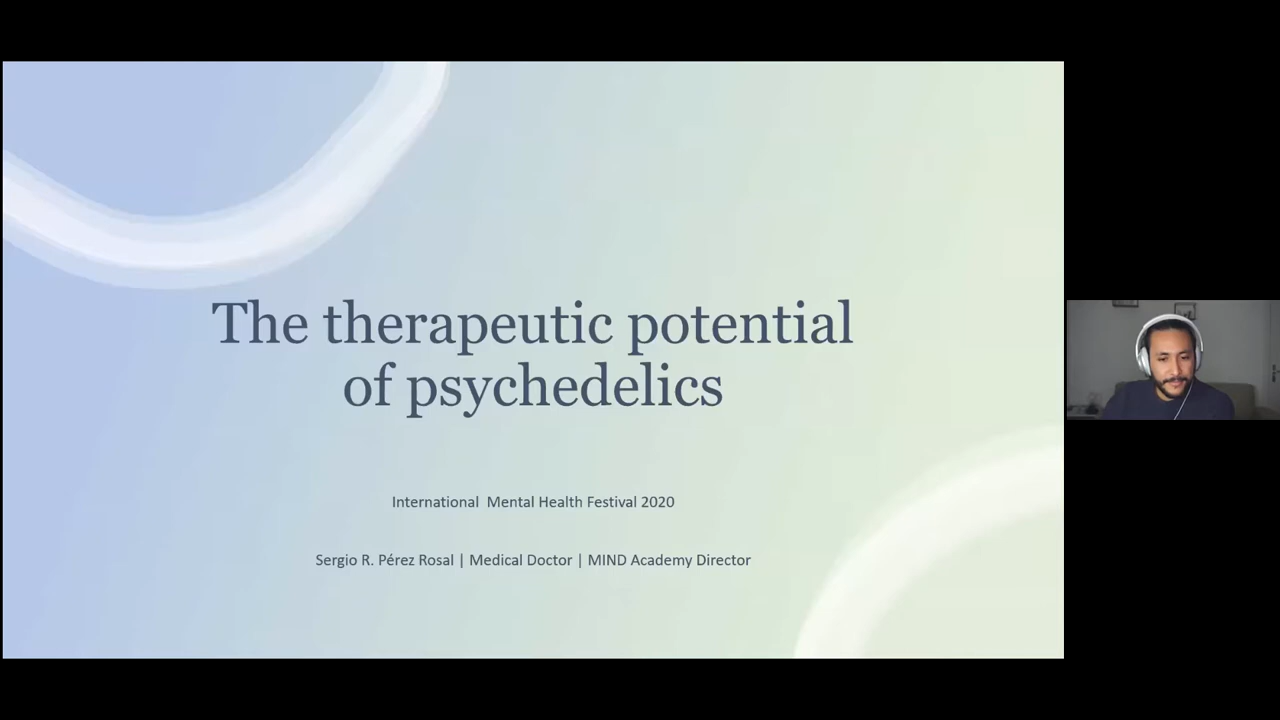 The therapeutic potential
of psychedelics
International Mental Health Festival 2020
Sergio R. Pérez Rosal | Medical Doctor | MIND Academy Director